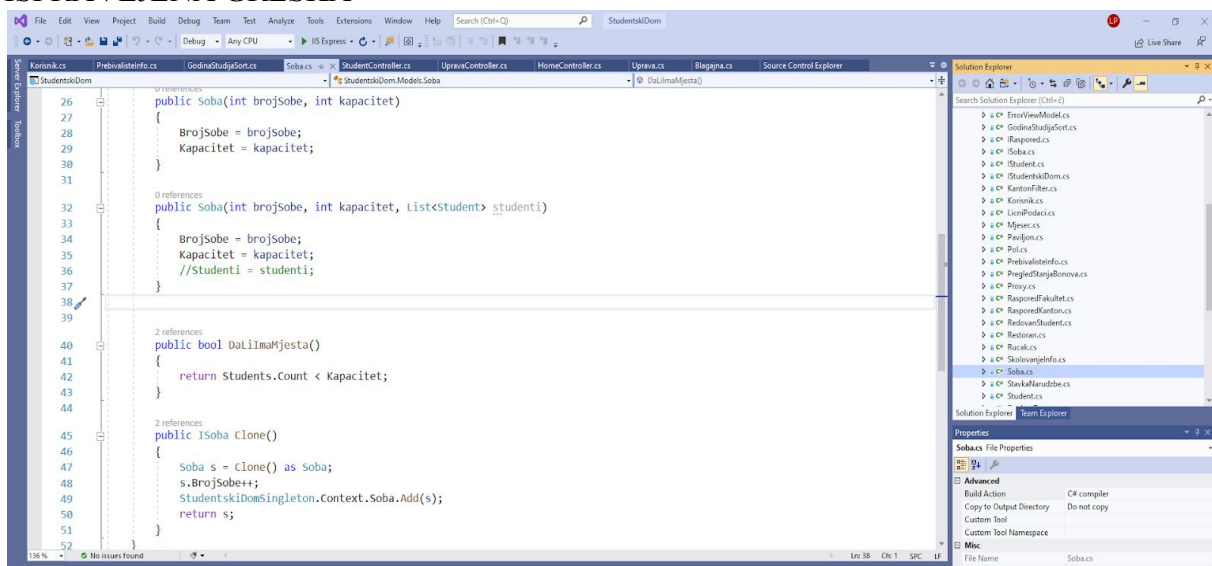 ISPRAVLJENA GREŠKA
File Edit View Project Build Debug Team Test Analyze Tools Extensions Window Help Search (Ctrl+Q) StudentskiDom LP
Debug Any CPU IIS Express Live Share
Server Explorer
Toolbox
Korisnik.cs PrebivalisteInfo.cs GodinaStudijaSort.cs Soba.cs StudentController.cs UpravaController.cs HomeController.cs Uprava.cs Blagajna.cs Source Control Explorer
StudentskiDom StudentskiDom.Models.Soba DaLiImaMjesta()
0 references
26 public Soba(int brojSobe, int kapacitet)
27 {
28 BrojSobe = brojSobe;
29 Kapacitet = kapacitet;
30 }
31
0 references
32 public Soba(int brojSobe, int kapacitet, List<Student> studenti)
33 {
34 BrojSobe = brojSobe;
35 Kapacitet = kapacitet;
36 //Studenti = studenti;
37 }
38
39
2 references
40 public bool DaLiImaMjesta()
41 {
42 return Students.Count < Kapacitet;
43 }
44
2 references
45 public ISoba Clone()
46 {
47 Soba s = Clone() as Soba;
48 s.BrojSobe++;
49 StudentskiDomSingleton.Context.Soba.Add(s);
50 return s;
51 }
52 }
136 % No issues found Ln: 38 Ch: 1 SPC LF
Solution Explorer
Search Solution Explorer (Ctrl+č)
C# ErrorViewModel.cs
C# GodinaStudijaSort.cs
C# IRaspored.cs
C# ISoba.cs
C# IStudent.cs
C# IStudentskiDom.cs
C# KantonFilter.cs
C# Korisnik.cs
C# LicniPodaci.cs
C# Mjesec.cs
C# Paviljon.cs
C# Pol.cs
C# PrebivalisteInfo.cs
C# PregledStanjaBonova.cs
C# Proxy.cs
C# RasporedFakultet.cs
C# RasporedKanton.cs
C# RedovanStudent.cs
C# Restoran.cs
C# Rucak.cs
C# SkolovanjeInfo.cs
C# Soba.cs
C# StavkaNarudzbe.cs
C# Student.cs
Solution Explorer Team Explorer
Properties
Soba.cs File Properties
Advanced
Build Action C# compiler
Copy to Output Directory Do not copy
Custom Tool
Custom Tool Namespace
Misc
File Name Soba.cs